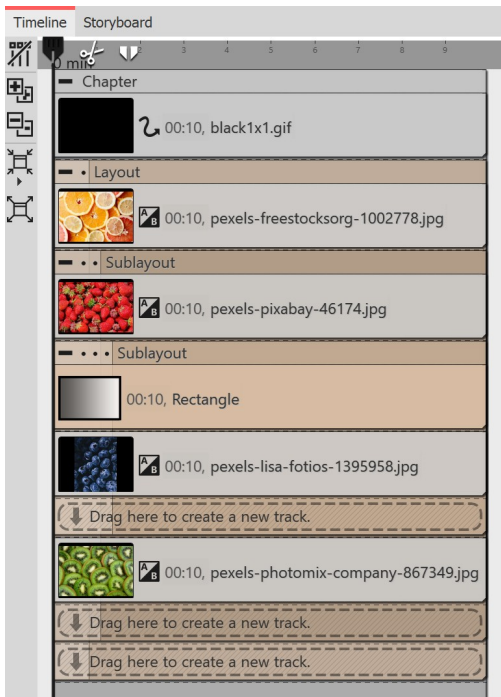 Timeline Storyboard
2 3 4 5 6 7 8 9
0 min
Chapter
00:10, black1x1.gif
Layout
A B 00:10, pexels-freestocksorg-1002778.jpg
Sublayout
A B 00:10, pexels-pixabay-46174.jpg
Sublayout
00:10, Rectangle
A B 00:10, pexels-lisa-fotios-1395958.jpg
Drag here to create a new track.
A B 00:10, pexels-photomix-company-867349.jpg
Drag here to create a new track.
Drag here to create a new track.